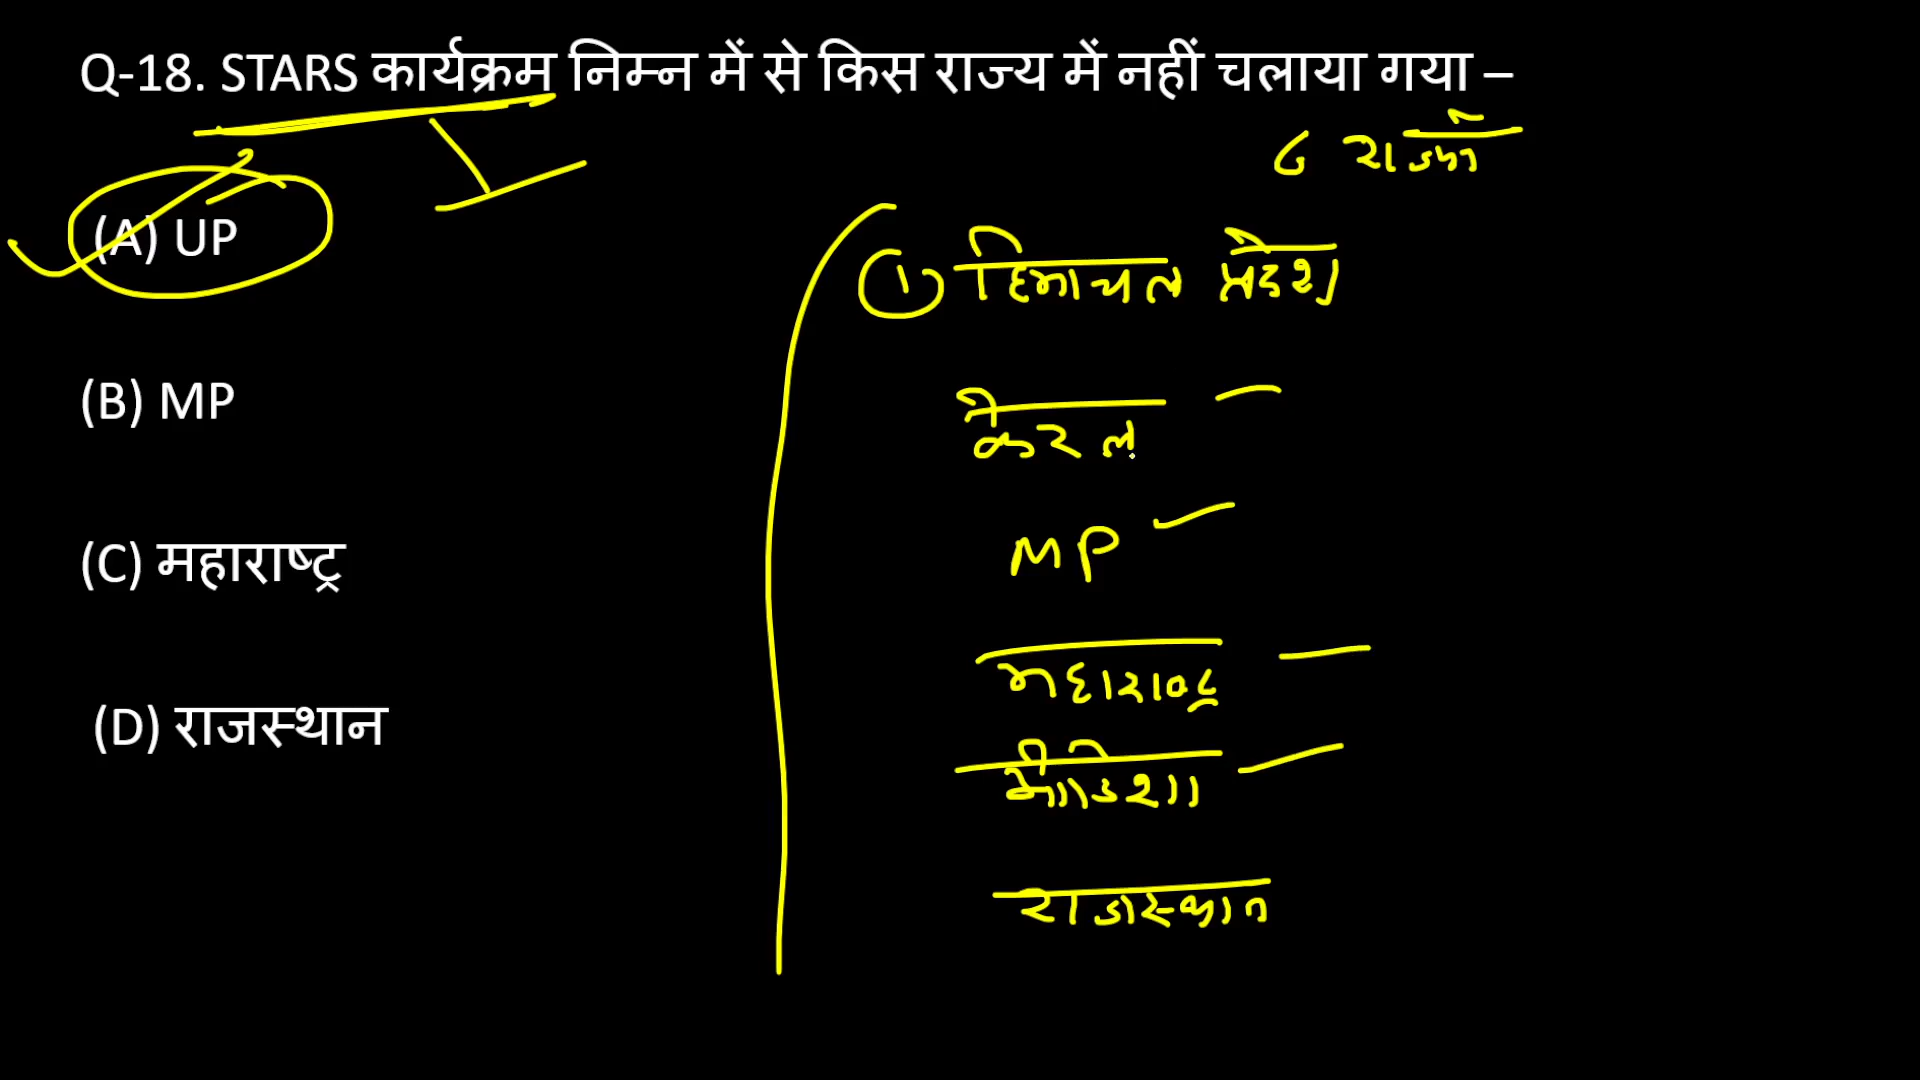 Q-18. STARS कार्यक्रम निम्न में से किस राज्य में नहीं चलाया गया –
6 राज्यों
(A) UP
① हिमाचल प्रदेश
(B) MP
केरल
MP
(C) महाराष्ट्र
महाराष्ट्र
(D) राजस्थान
ओडिशा
राजस्थान